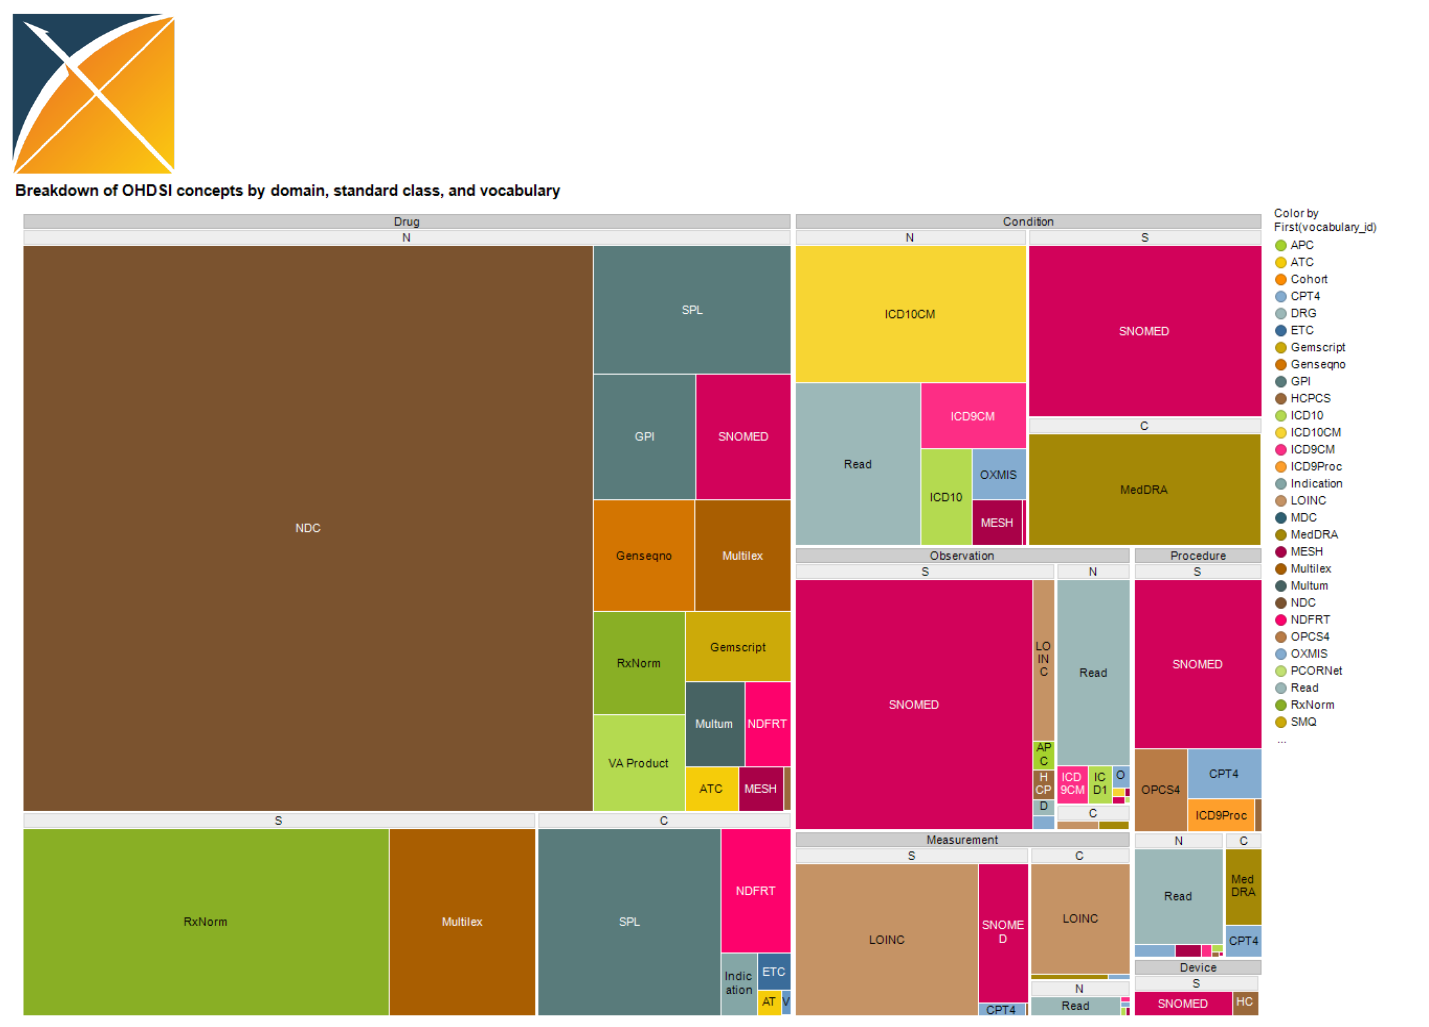 Breakdown of OHDSI concepts by domain, standard class, and vocabulary
Drug
N
NDC
SPL
GPI
SNOMED
Genseqno
Multilex
RxNorm
Gemscript
VA Product
Multum
NDFRT
ATC
MESH
S
RxNorm
Multilex
C
SPL
NDFRT
Indic
ation
ETC
AT
V
Condition
N
ICD10CM
Read
ICD9CM
ICD10
OXMIS
MESH
S
SNOMED
C
MedDRA
Observation
S
SNOMED
LO
IN
C
AP
C
H
CP
D
N
Read
ICD
9CM
IC
D1
O
C
Procedure
S
SNOMED
OPCS4
CPT4
ICD9Proc
N
Read
C
Med
DRA
CPT4
Measurement
S
LOINC
SNOME
D
CPT4
C
LOINC
N
Read
Device
S
SNOMED
HC
Color by
First(vocabulary_id)
APC
ATC
Cohort
CPT4
DRG
ETC
Gemscript
Genseqno
GPI
HCPCS
ICD10
ICD10CM
ICD9CM
ICD9Proc
Indication
LOINC
MDC
MedDRA
MESH
Multilex
Multum
NDC
NDFRT
OPCS4
OXMIS
PCORNet
Read
RxNorm
SMQ
...